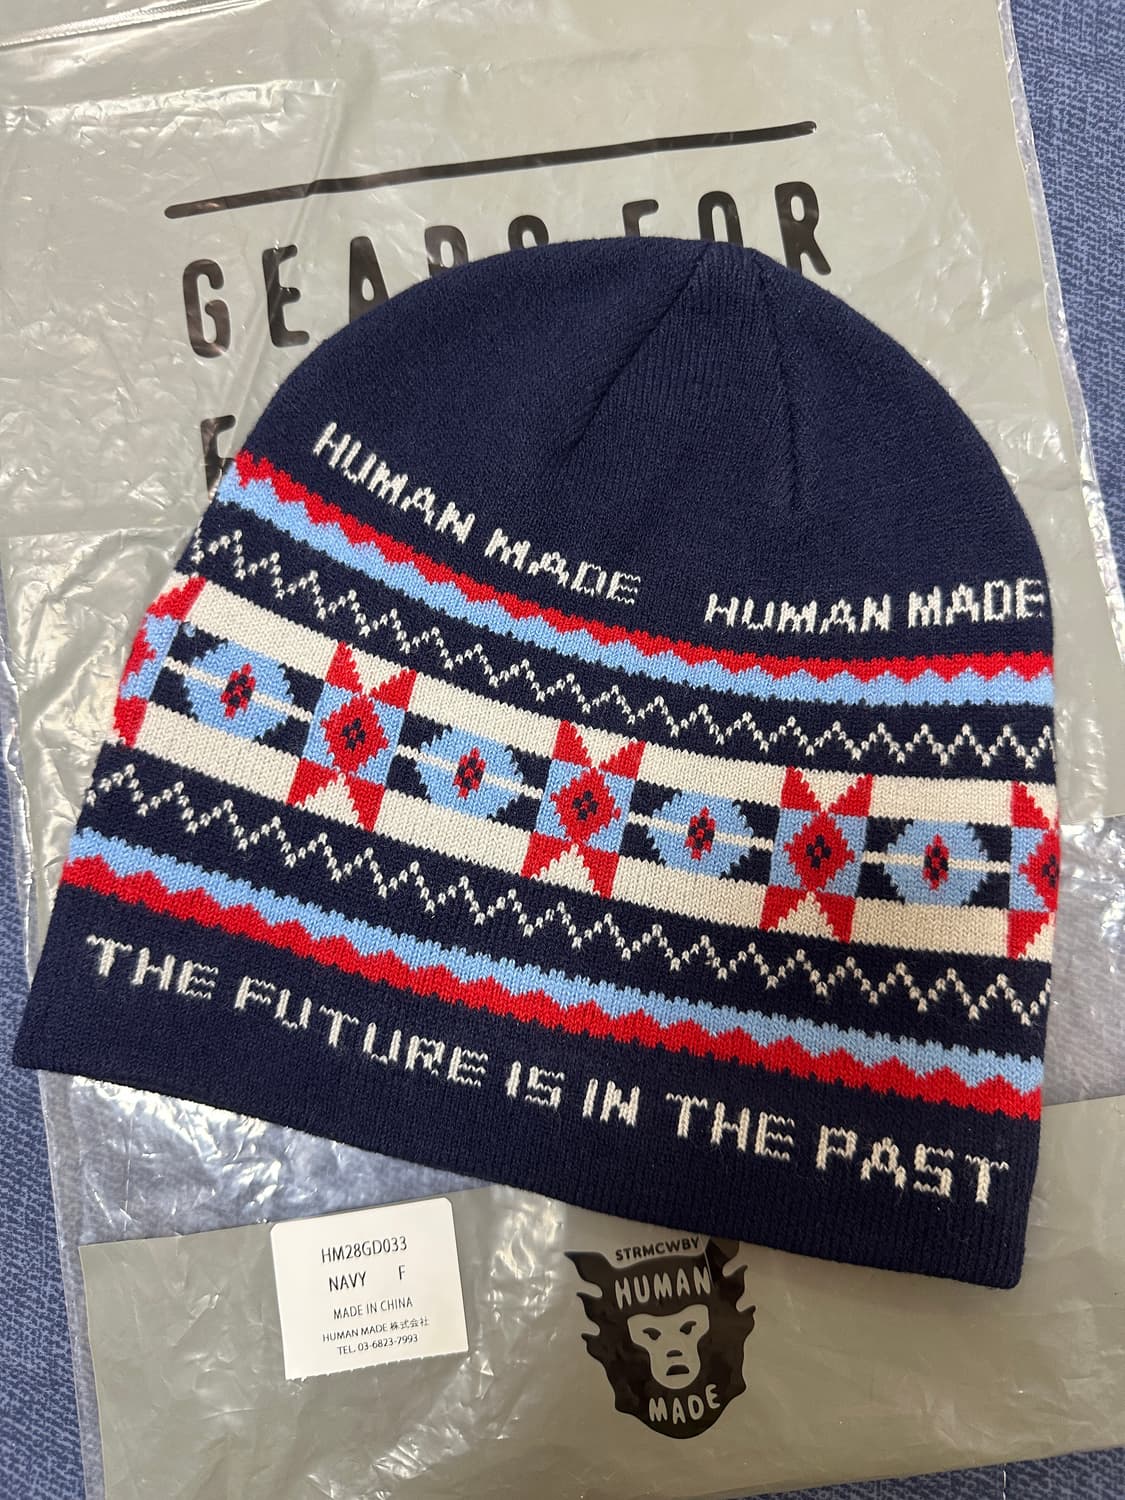 GEARS FOR
HUMAN MADE
HUMAN MADE
THE FUTURE IS IN THE PAST
HM28GD033
NAVY F
MADE IN CHINA
HUMAN MADE 株式会社
TEL. 03-6823-7993
STRMCWBY
HUMAN
MADE